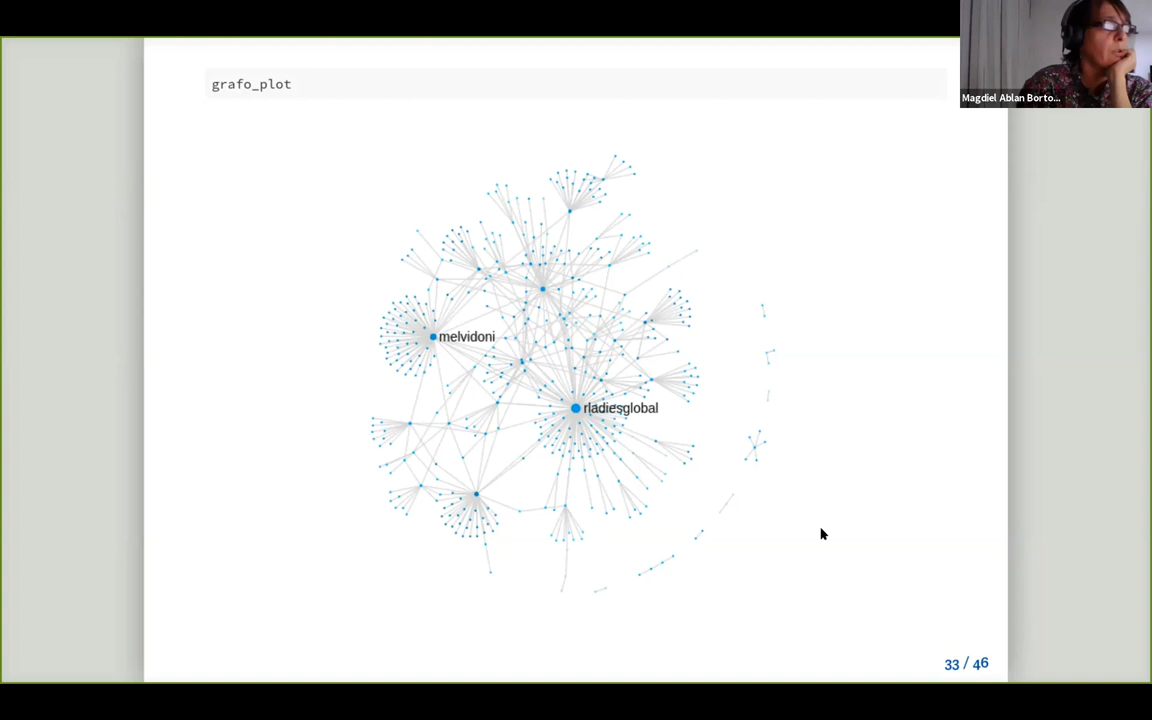 grafo_plot
Magdiel Ablan Borto...
melvidoni
rladiesglobal
33 / 46